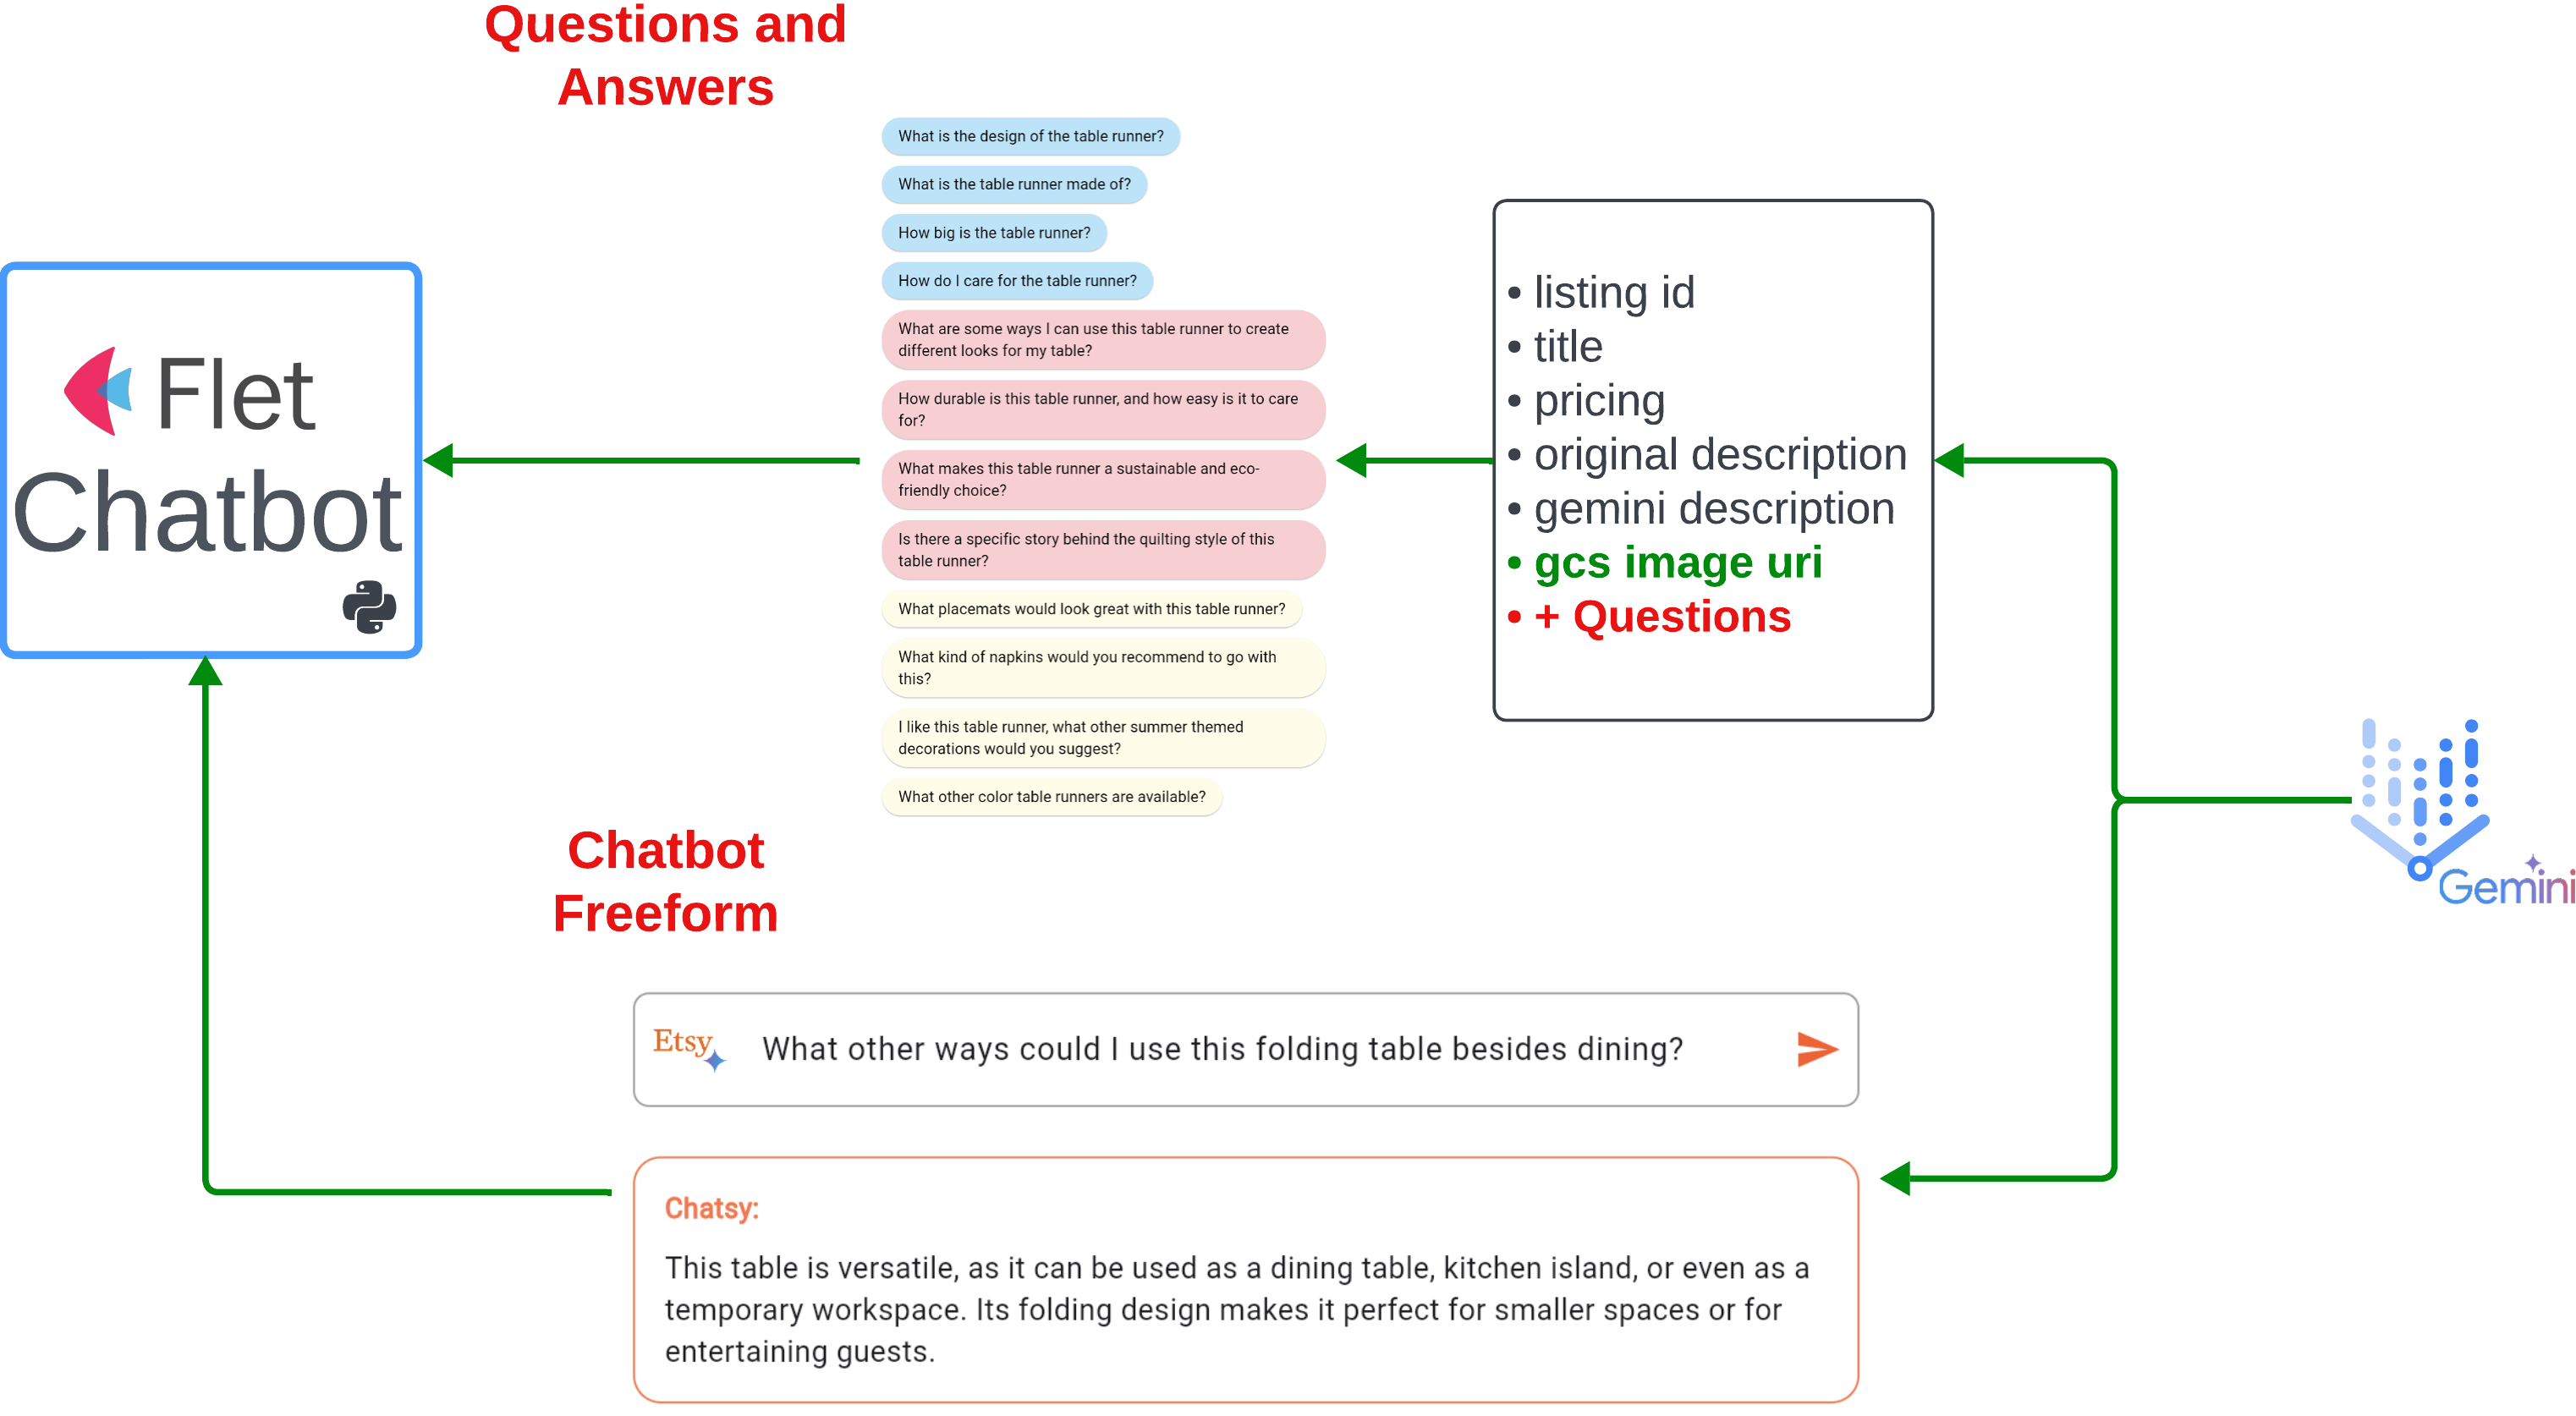 Questions and
Answers
What is the design of the table runner?
What is the table runner made of?
How big is the table runner?
How do I care for the table runner?
What are some ways I can use this table runner to create
different looks for my table?
How durable is this table runner, and how easy is it to care
for?
What makes this table runner a sustainable and eco-
friendly choice?
Is there a specific story behind the quilting style of this
table runner?
What placemats would look great with this table runner?
What kind of napkins would you recommend to go with
this?
I like this table runner, what other summer themed
decorations would you suggest?
What other color table runners are available?
• listing id
• title
• pricing
• original description
• gemini description
• gcs image uri
• + Questions
Flet
Chatbot
Gemini
Chatbot
Freeform
Etsy
What other ways could I use this folding table besides dining?
Chatsy:
This table is versatile, as it can be used as a dining table, kitchen island, or even as a
temporary workspace. Its folding design makes it perfect for smaller spaces or for
entertaining guests.